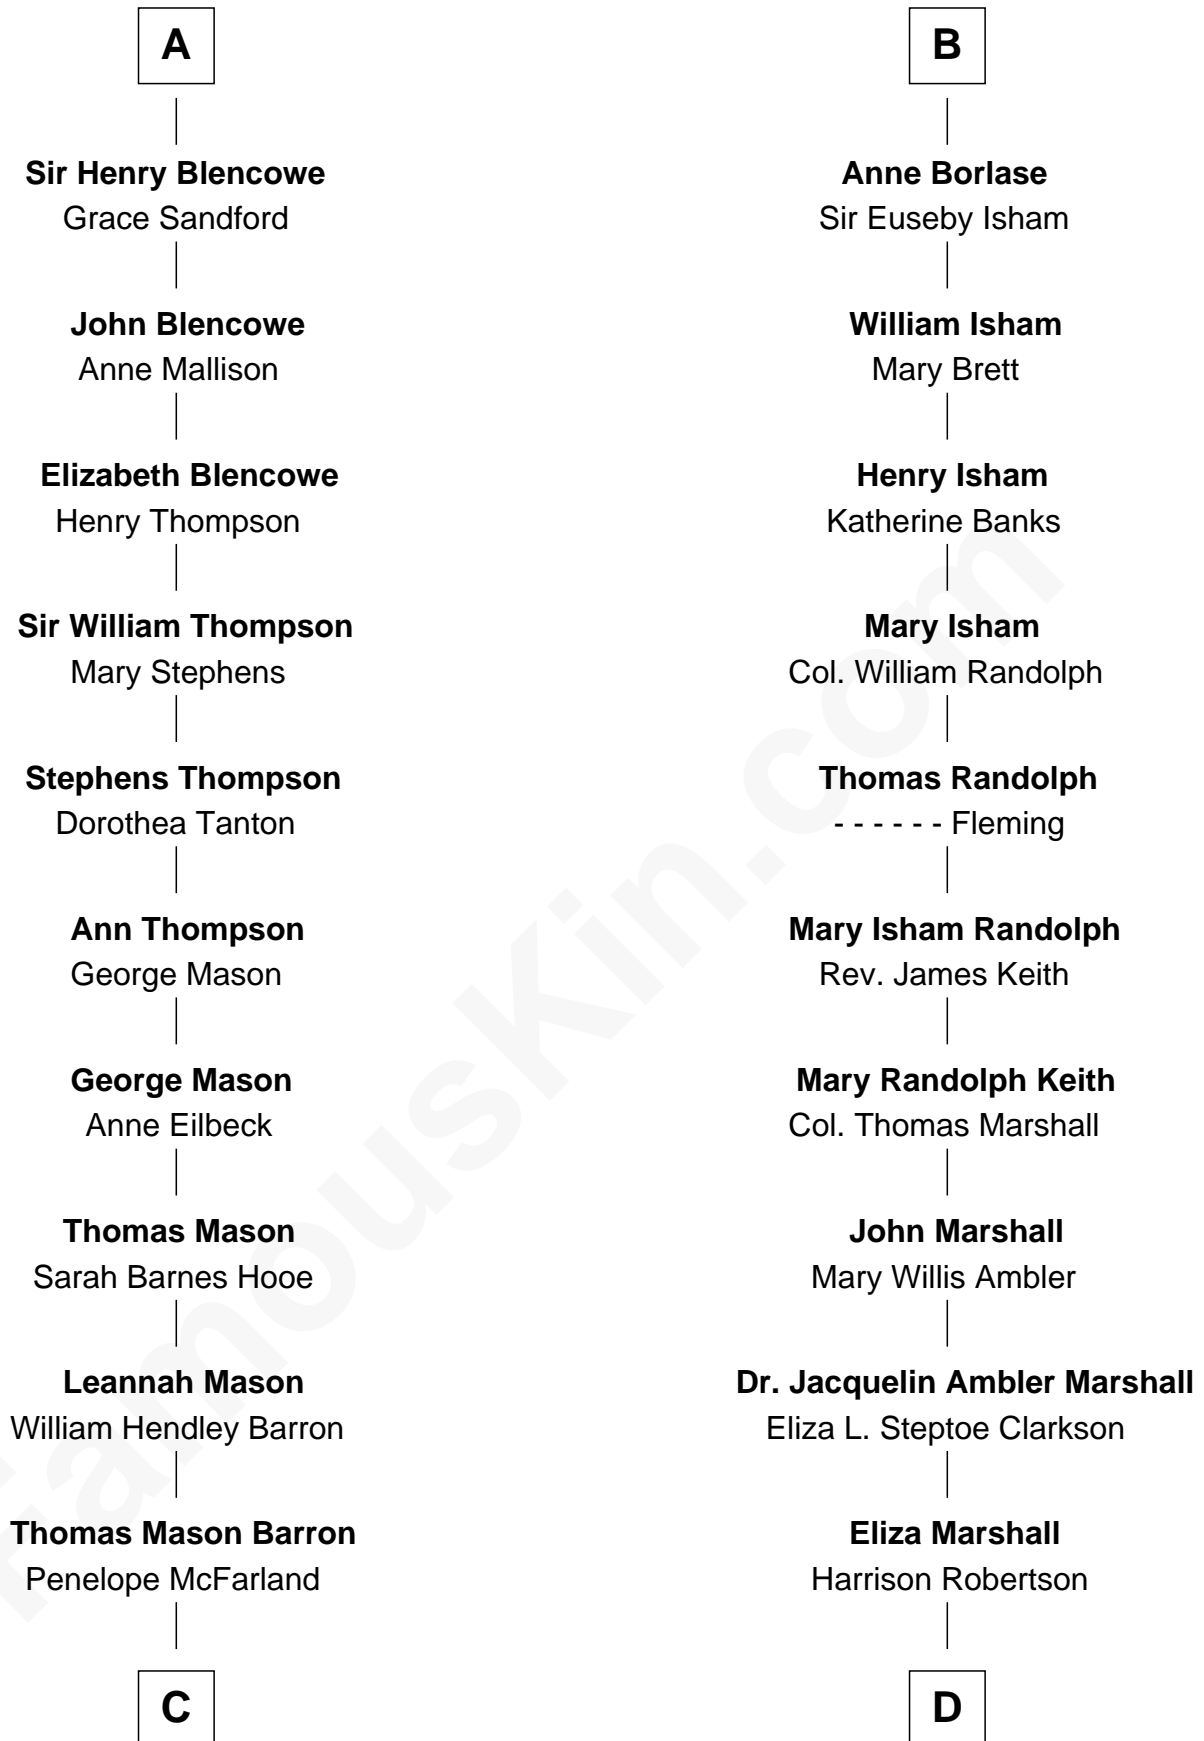 A
Sir Henry Blencowe
Grace Sandford
John Blencowe
Anne Mallison
Elizabeth Blencowe
Henry Thompson
Sir William Thompson
Mary Stephens
Stephens Thompson
Dorothea Tanton
Ann Thompson
George Mason
George Mason
Anne Eilbeck
Thomas Mason
Sarah Barnes Hooe
Leannah Mason
William Hendley Barron
Thomas Mason Barron
Penelope McFarland
C
B
Anne Borlase
Sir Euseby Isham
William Isham
Mary Brett
Henry Isham
Katherine Banks
Mary Isham
Col. William Randolph
Thomas Randolph
- - - - - - Fleming
Mary Isham Randolph
Rev. James Keith
Mary Randolph Keith
Col. Thomas Marshall
John Marshall
Mary Willis Ambler
Dr. Jacquelin Ambler Marshall
Eliza L. Steptoe Clarkson
Eliza Marshall
Harrison Robertson
D
FamousKin.com